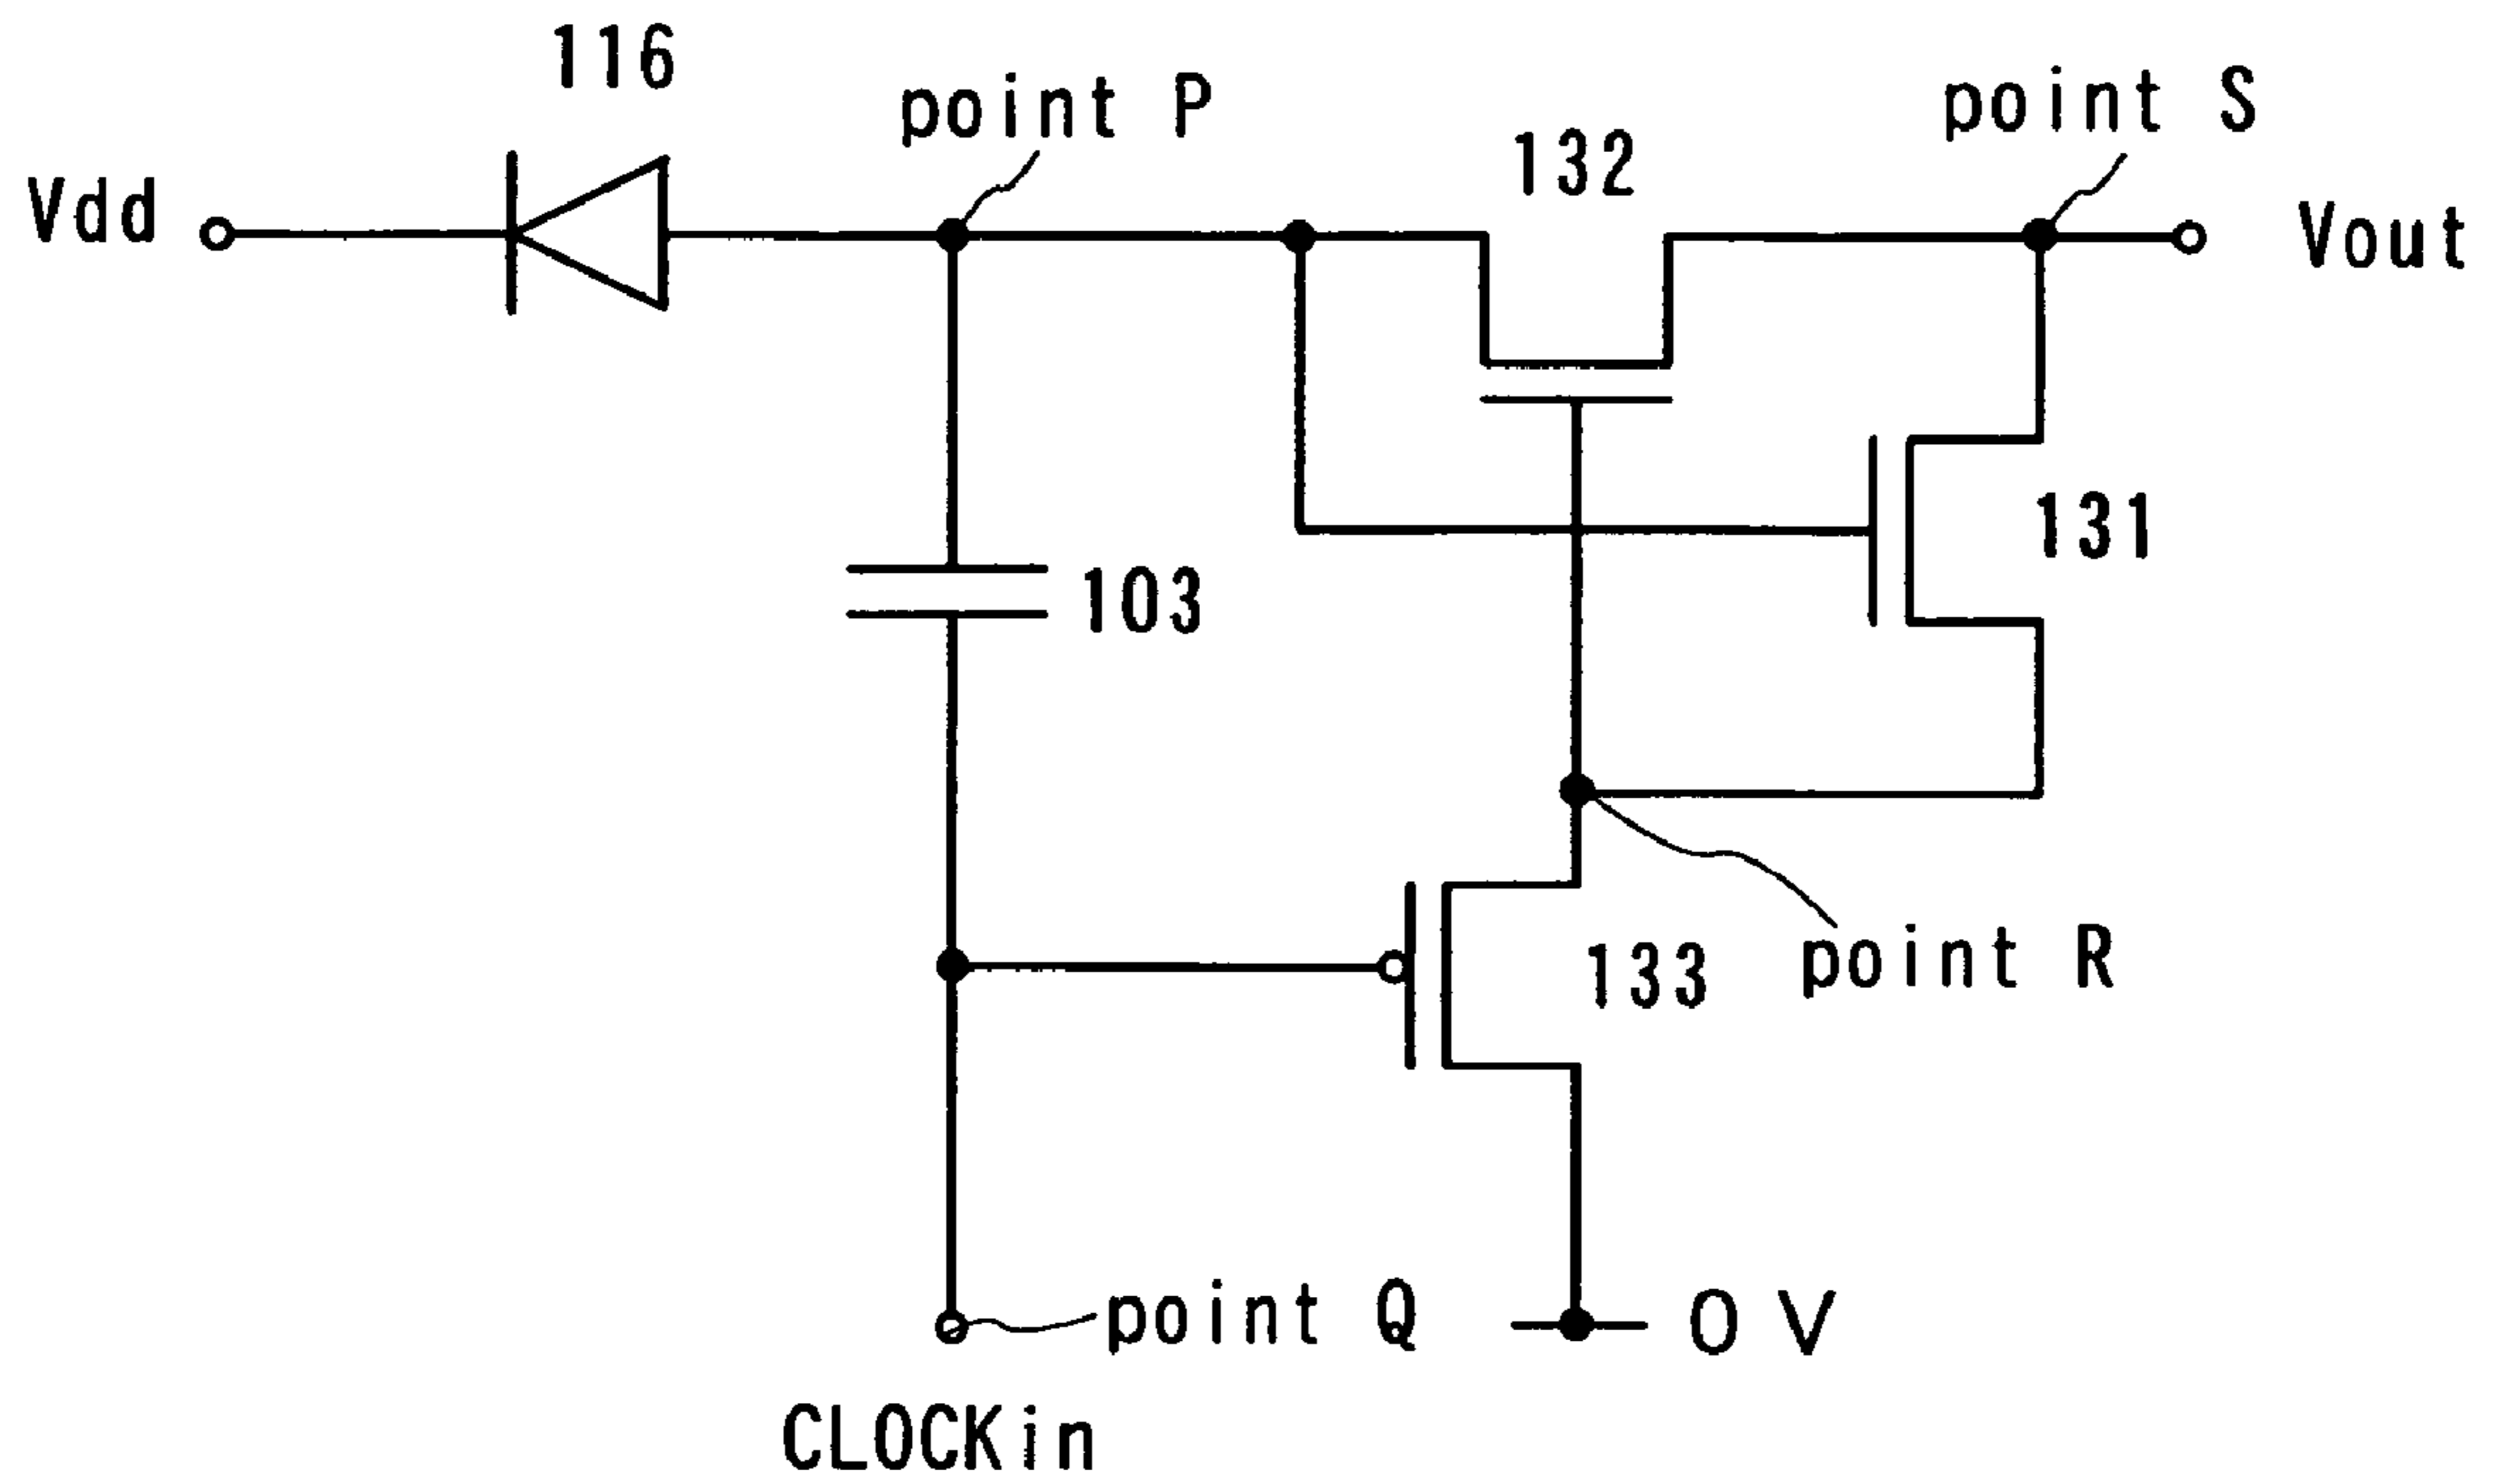 116
point P
point S
132
Vdd
Vout
131
103
133
point R
point Q
0 V
CLOCKin